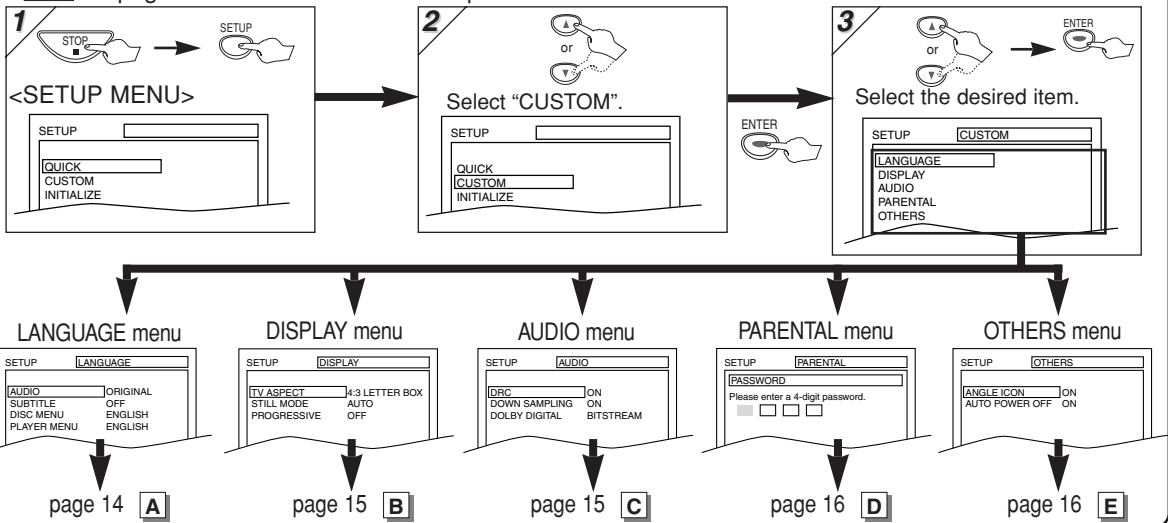 1
STOP
SETUP
<SETUP MENU>
SETUP
QUICK
CUSTOM
INITIALIZE
2
or
Select “CUSTOM”.
SETUP
QUICK
CUSTOM
INITIALIZE
ENTER
3
or
ENTER
Select the desired item.
SETUP CUSTOM
LANGUAGE
DISPLAY
AUDIO
PARENTAL
OTHERS
LANGUAGE menu
SETUP LANGUAGE
AUDIO ORIGINAL
SUBTITLE OFF
DISC MENU ENGLISH
PLAYER MENU ENGLISH
page 14 A
DISPLAY menu
SETUP DISPLAY
TV ASPECT 4:3 LETTER BOX
STILL MODE AUTO
PROGRESSIVE OFF
page 15 B
AUDIO menu
SETUP AUDIO
DRC ON
DOWN SAMPLING ON
DOLBY DIGITAL BITSTREAM
page 15 C
PARENTAL menu
SETUP PARENTAL
PASSWORD
Please enter a 4-digit password.
page 16 D
OTHERS menu
SETUP OTHERS
ANGLE ICON ON
AUTO POWER OFF ON
page 16 E